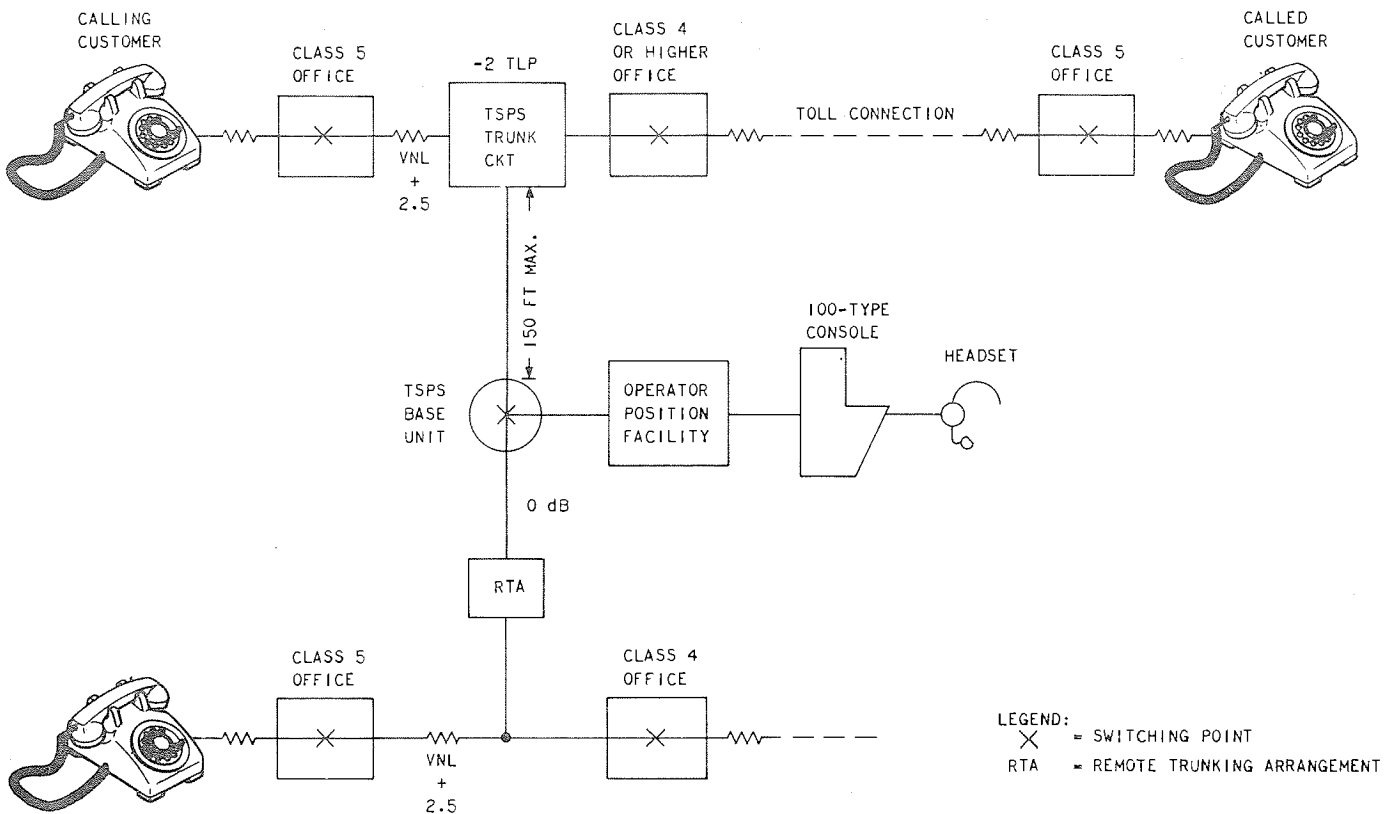 CALLING
CUSTOMER
CLASS 5
OFFICE
-2 TLP
CLASS 4
OR HIGHER
OFFICE
CLASS 5
OFFICE
CALLED
CUSTOMER
TSPS
TRUNK
CKT
TOLL CONNECTION
VNL
+
2.5
150 FT MAX.
100-TYPE
CONSOLE
HEADSET
TSPS
BASE
UNIT
OPERATOR
POSITION
FACILITY
0 dB
RTA
CLASS 5
OFFICE
CLASS 4
OFFICE
VNL
+
2.5
LEGEND:
= SWITCHING POINT
RTA = REMOTE TRUNKING ARRANGEMENT